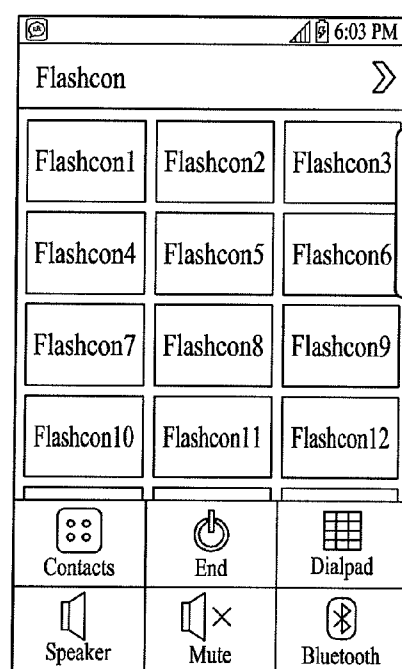 6:03 PM
Flashcon
Flashcon1 Flashcon2 Flashcon3
Flashcon4 Flashcon5 Flashcon6
Flashcon7 Flashcon8 Flashcon9
Flashcon10 Flashcon11 Flashcon12
Contacts End Dialpad
Speaker Mute Bluetooth